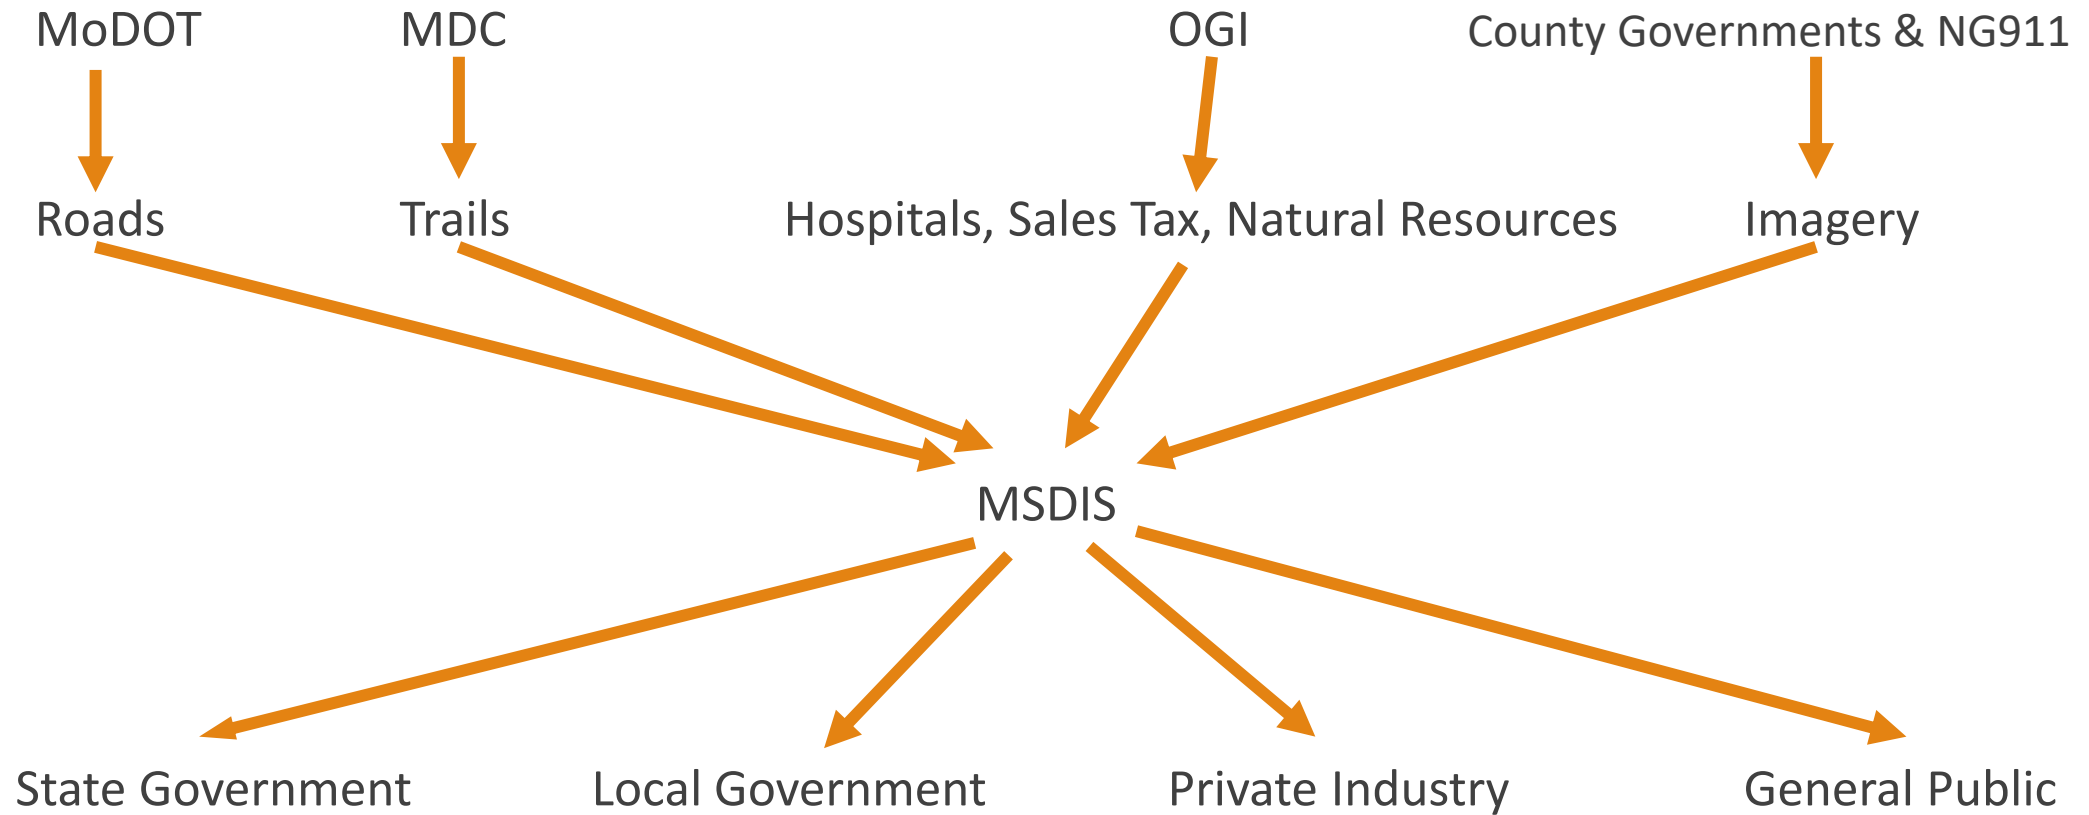 MoDOT
MDC
OGI
County Governments & NG911
Roads
Trails
Hospitals, Sales Tax, Natural Resources
Imagery
MSDIS
State Government
Local Government
Private Industry
General Public